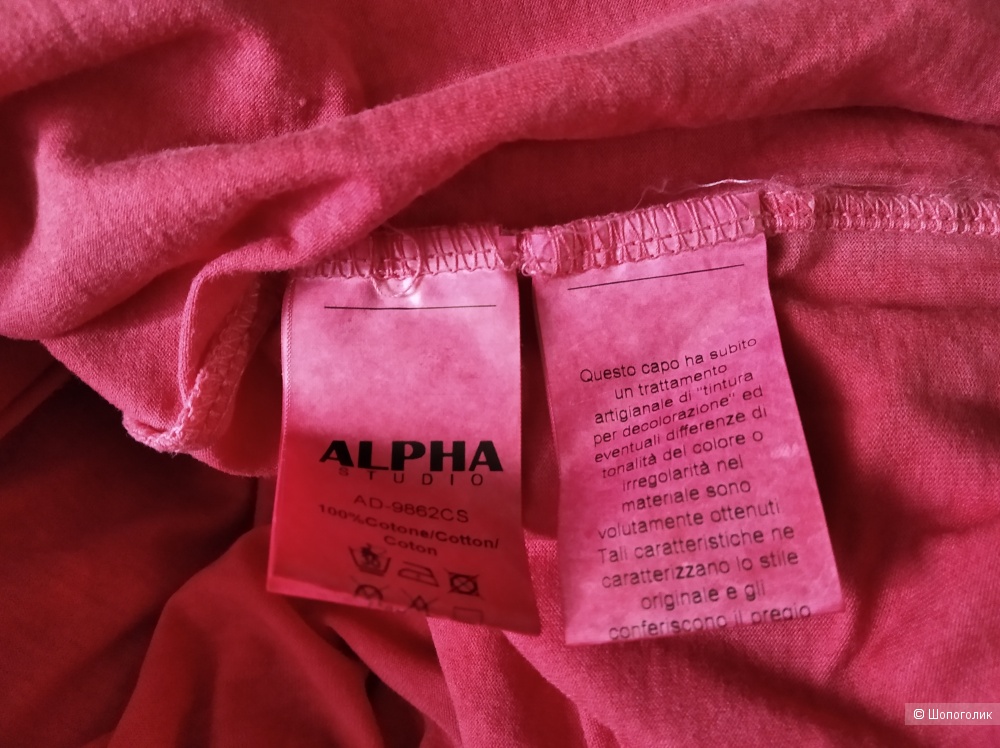 ALPHA
STUDIO
AD-9862CS
100%Cotone/Cotton/
Coton
Questo capo ha subito
un trattamento
artigianale di "tintura
per decolorazione" ed
eventuali differenze di
tonalità del colore o
irregolarità nel
materiale sono
volutamente ottenuti
Tali caratteristiche ne
caratterizzano lo stile
originale e gli
conferiscono il pregio
© Шопоголик